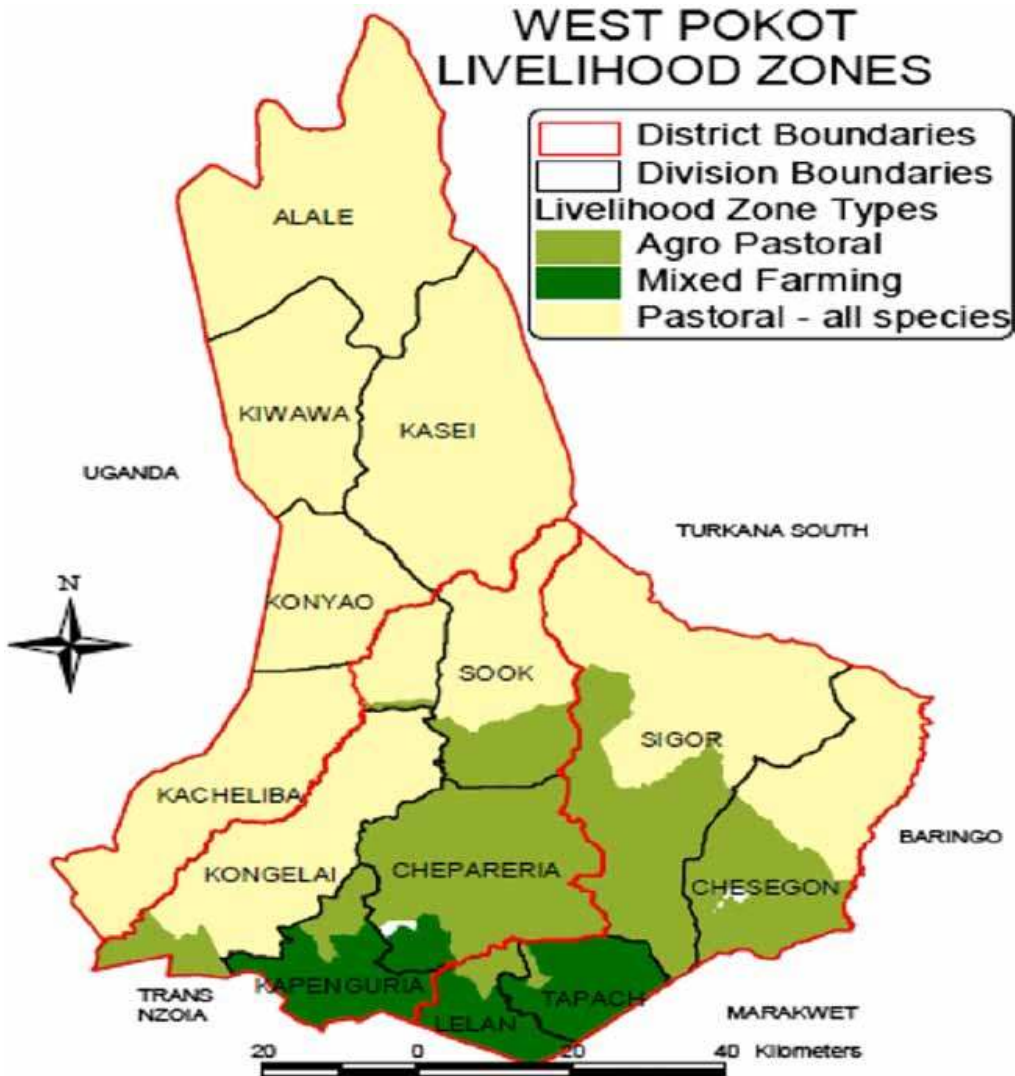 WEST POKOT
LIVELIHOOD ZONES
District Boundaries
Division Boundaries
Livelihood Zone Types
Agro Pastoral
Mixed Farming
Pastoral - all species
ALALE
KIWAWA
KASEI
UGANDA
TURKANA SOUTH
N
KONYAO
SOOK
SIGOR
KACHELIBA
BARINGO
KONGELAI
CHEPARERIA
CHESEGON
TRANS
NZOIA
KAPENGURIA
TAPACH
LELAN
MARAKWET
20 0 20 40 Kilometers